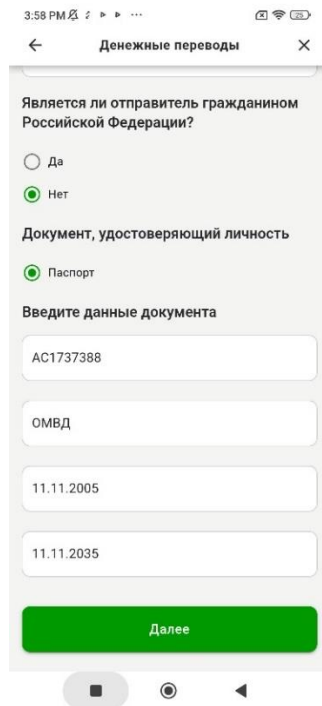 3:58 PM
25
Денежные переводы
Является ли отправитель гражданином
Российской Федерации?
Да
Нет
Документ, удостоверяющий личность
Паспорт
Введите данные документа
AC1737388
ОМВД
11.11.2005
11.11.2035
Далее